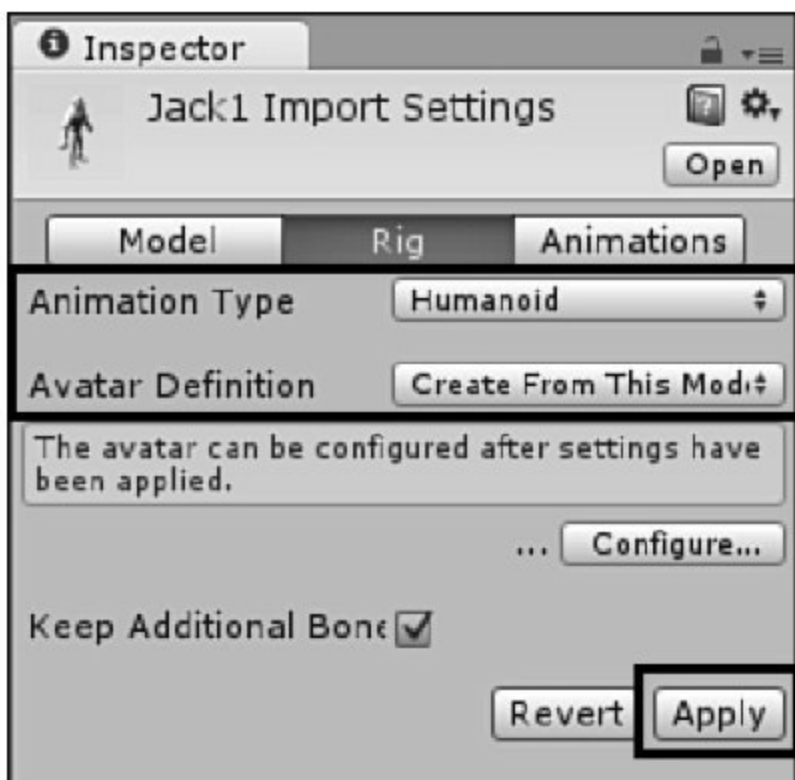 Inspector
Jack1 Import Settings
Open
Model Rig Animations
Animation Type Humanoid
Avatar Definition Create From This Mod
The avatar can be configured after settings have
been applied.
... Configure...
Keep Additional Bone
Revert Apply